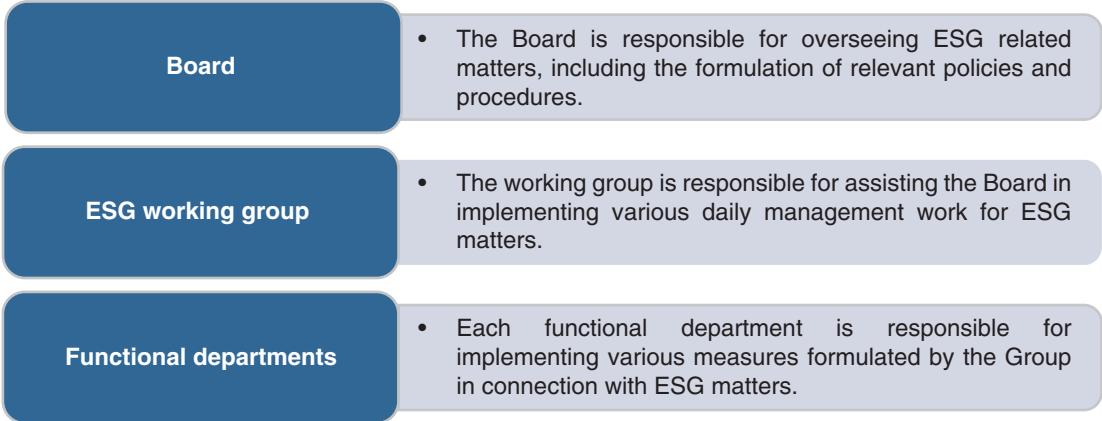 Board
• The Board is responsible for overseeing ESG related
matters, including the formulation of relevant policies and
procedures.
ESG working group
• The working group is responsible for assisting the Board in
implementing various daily management work for ESG
matters.
Functional departments
• Each functional department is responsible for
implementing various measures formulated by the Group
in connection with ESG matters.